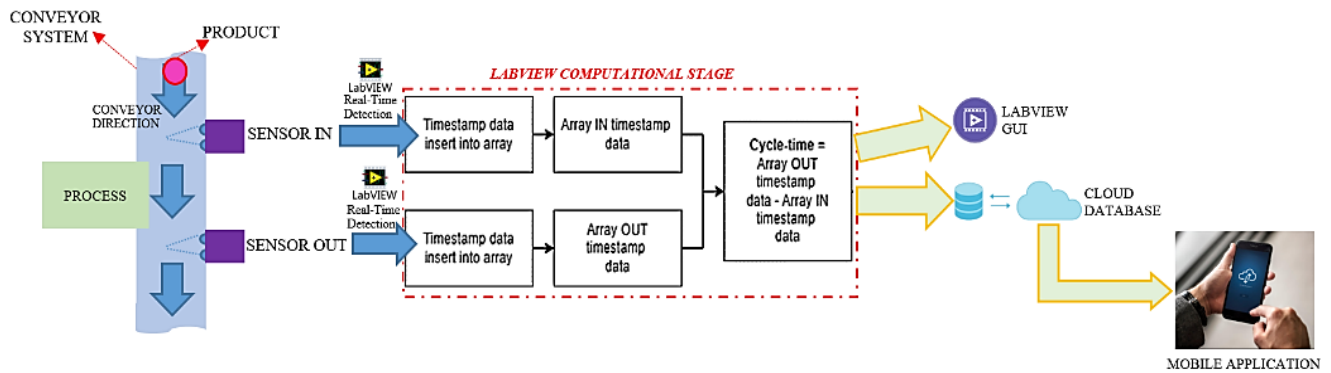 CONVEYOR
SYSTEM
PRODUCT
CONVEYOR
DIRECTION
SENSOR IN
PROCESS
SENSOR OUT
LabVIEW
Real-Time
Detection
LabVIEW
Real-Time
Detection
LABVIEW COMPUTATIONAL STAGE
Timestamp data
insert into array
Array IN timestamp
data
Timestamp data
insert into array
Array OUT
timestamp
data
Cycle-time =
Array OUT
timestamp
data - Array IN
timestamp
data
LABVIEW
GUI
CLOUD
DATABASE
MOBILE APPLICATION